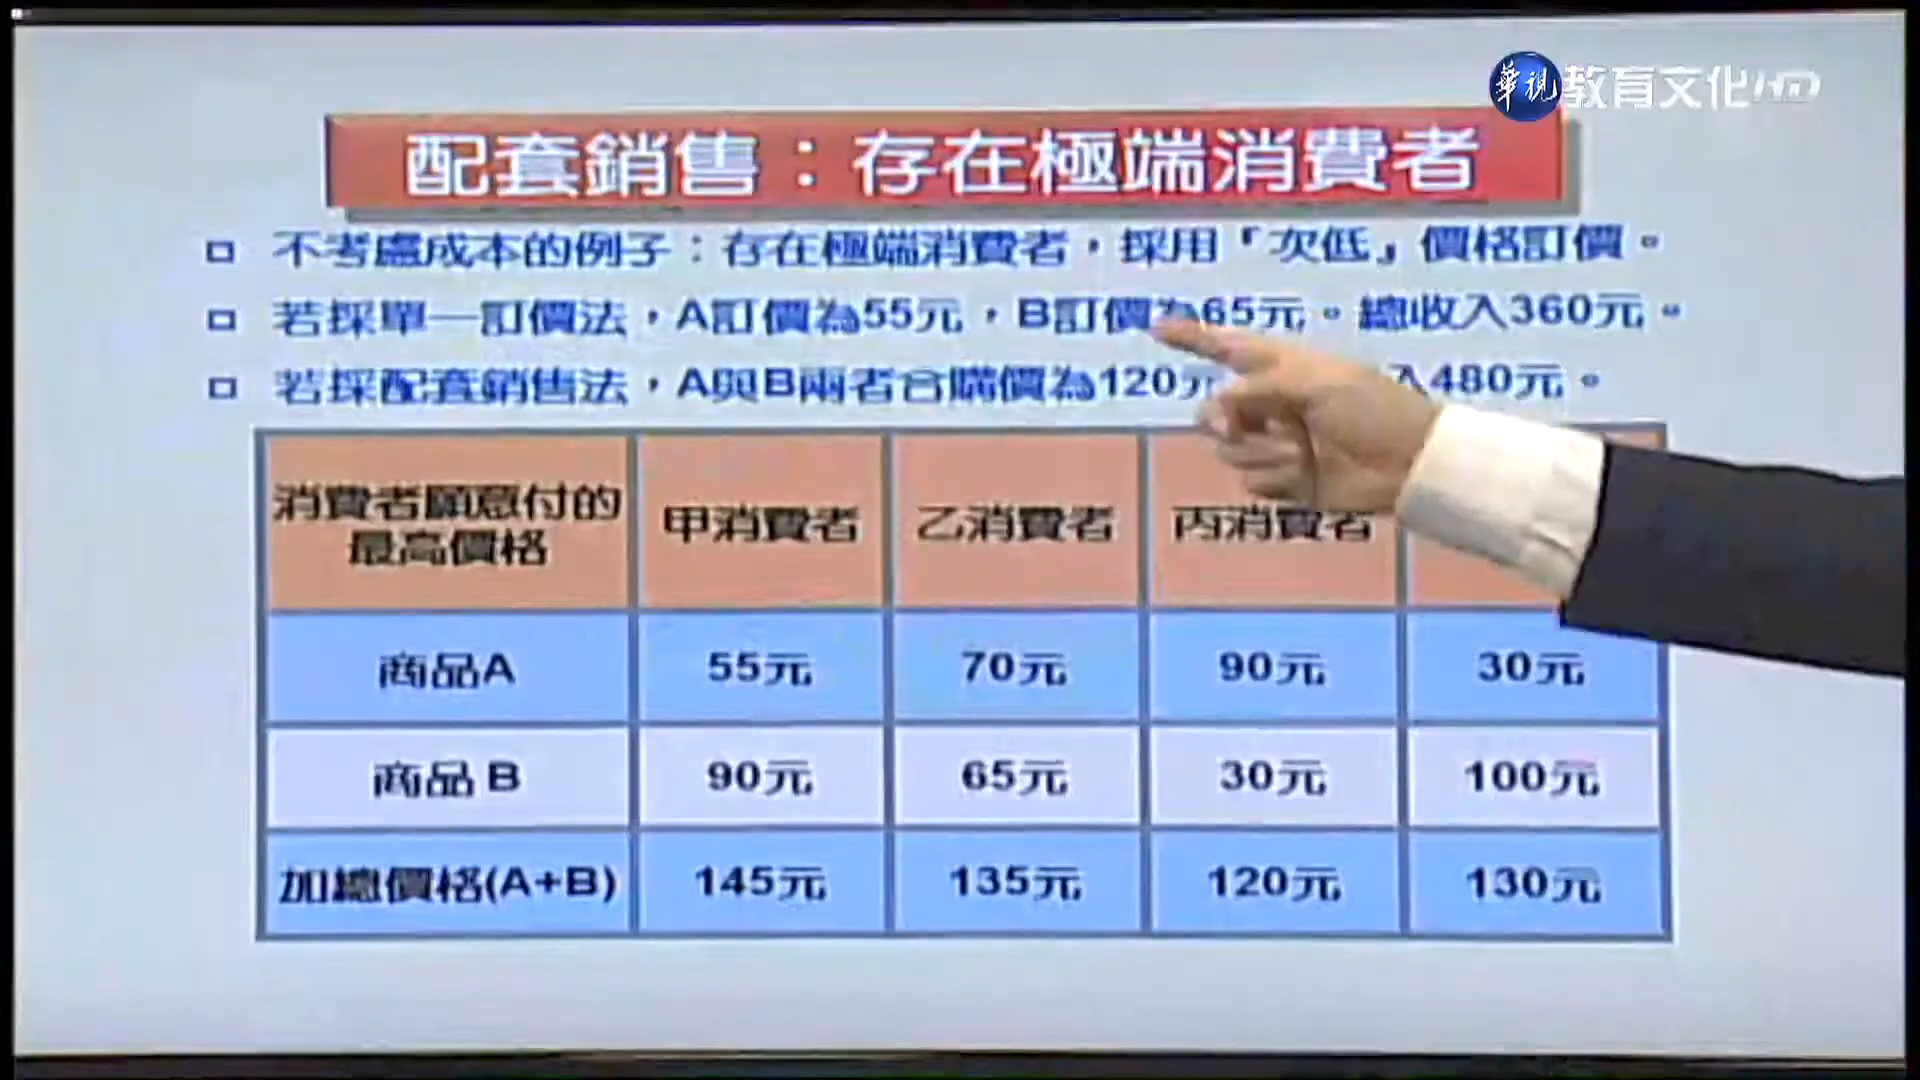 華視 教育文化HD
配套銷售：存在極端消費者
不考慮成本的例子：存在極端消費者，採用「次低」價格訂價。
若採單一訂價法，A訂價為55元，B訂價為65元。總收入360元。
若採配套銷售法，A與B兩者合購價為120元 入480元。
消費者願意付的 甲消費者 乙消費者 丙消費者
最高價格
商品A 55元 70元 90元 30元
商品 B 90元 65元 30元 100元
加總價格(A+B) 145元 135元 120元 130元